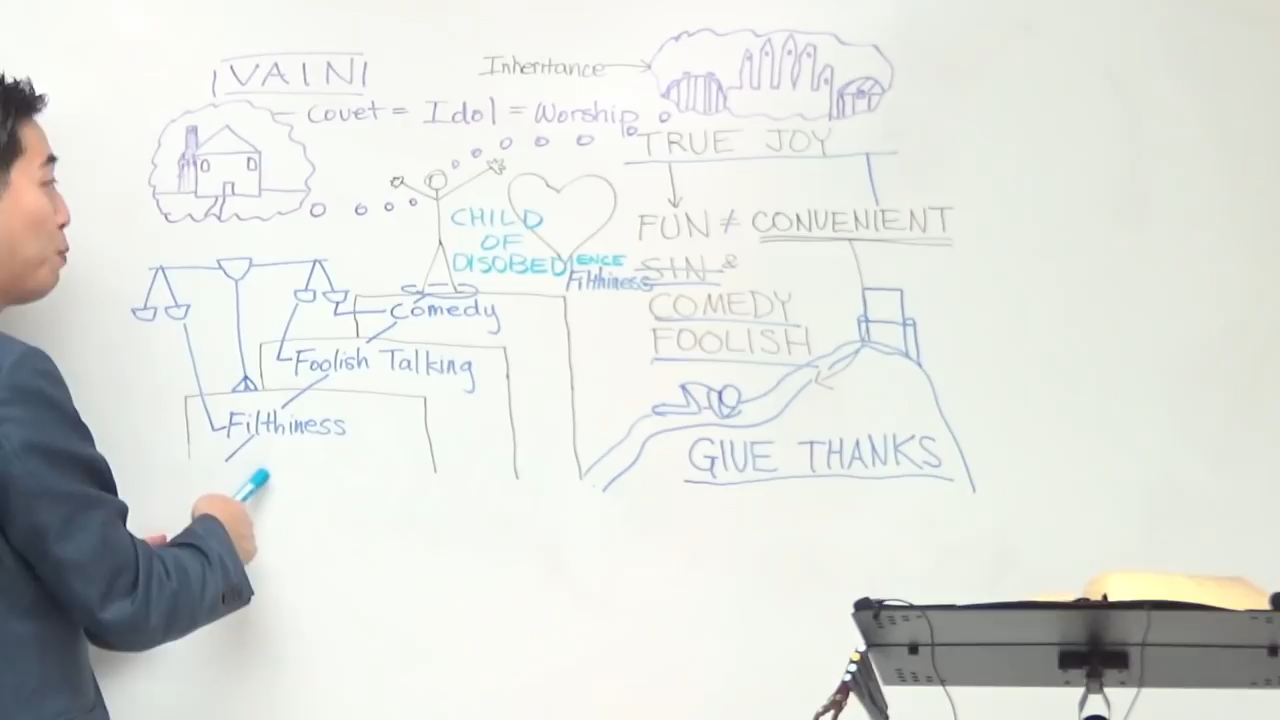 VAIN
Inheritance
Covet = Idol = Worship
TRUE JOY
CHILD
OF
DISOBEDIENCE
Filthiness
FUN ≠ CONVENIENT
SIN &
COMEDY
FOOLISH
Comedy
Foolish Talking
Filthiness
GIVE THANKS